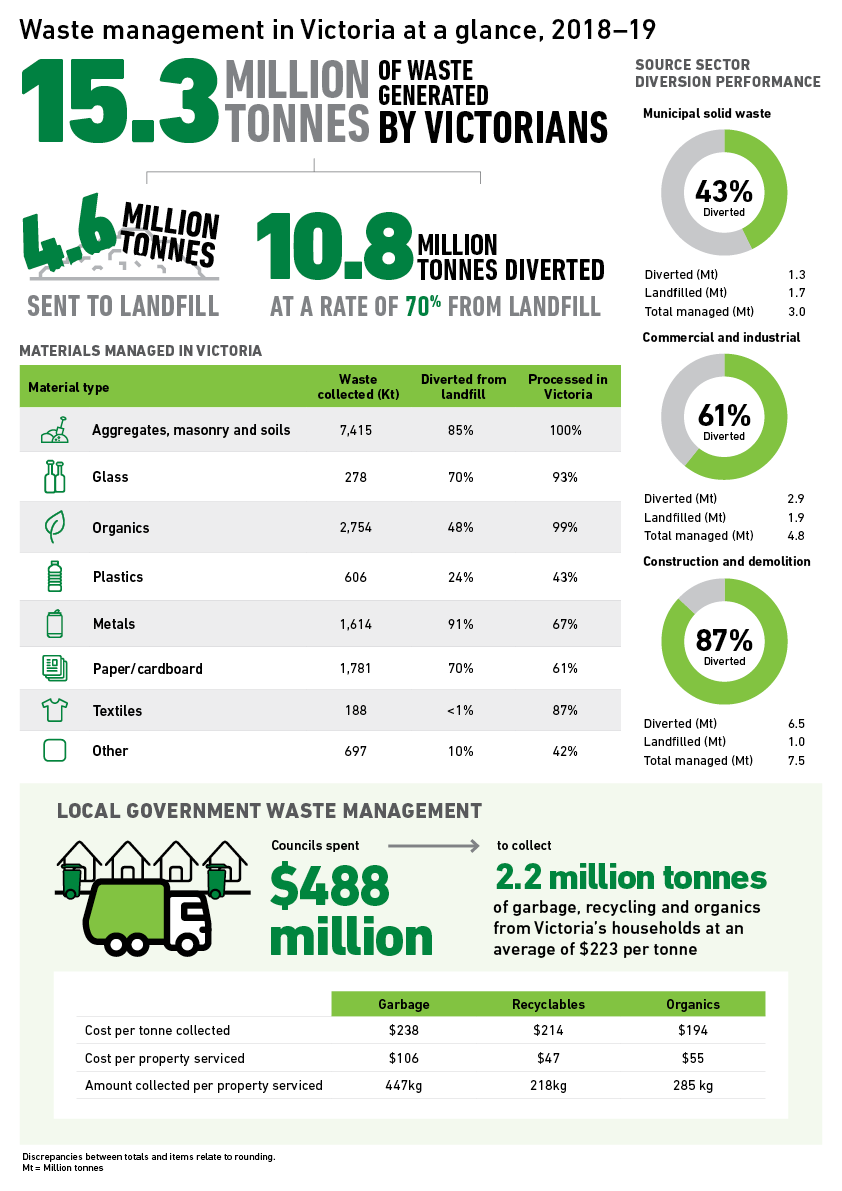 Waste management in Victoria at a glance, 2018–19
15.3 MILLION TONNES OF WASTE GENERATED BY VICTORIANS
4.6 MILLION TONNES
SENT TO LANDFILL
10.8 MILLION TONNES DIVERTED
AT A RATE OF 70% FROM LANDFILL
MATERIALS MANAGED IN VICTORIA
Material type Waste collected (Kt) Diverted from landfill Processed in Victoria
Aggregates, masonry and soils 7,415 85% 100%
Glass 278 70% 93%
Organics 2,754 48% 99%
Plastics 606 24% 43%
Metals 1,614 91% 67%
Paper/cardboard 1,781 70% 61%
Textiles 188 <1% 87%
Other 697 10% 42%
SOURCE SECTOR
DIVERSION PERFORMANCE
Municipal solid waste
43%
Diverted
Diverted (Mt) 1.3
Landfilled (Mt) 1.7
Total managed (Mt) 3.0
Commercial and industrial
61%
Diverted
Diverted (Mt) 2.9
Landfilled (Mt) 1.9
Total managed (Mt) 4.8
Construction and demolition
87%
Diverted
Diverted (Mt) 6.5
Landfilled (Mt) 1.0
Total managed (Mt) 7.5
LOCAL GOVERNMENT WASTE MANAGEMENT
Councils spent
$488
million
to collect
2.2 million tonnes
of garbage, recycling and organics
from Victoria's households at an
average of $223 per tonne
Garbage Recyclables Organics
Cost per tonne collected $238 $214 $194
Cost per property serviced $106 $47 $55
Amount collected per property serviced 447kg 218kg 285 kg
Discrepancies between totals and items relate to rounding.
Mt = Million tonnes